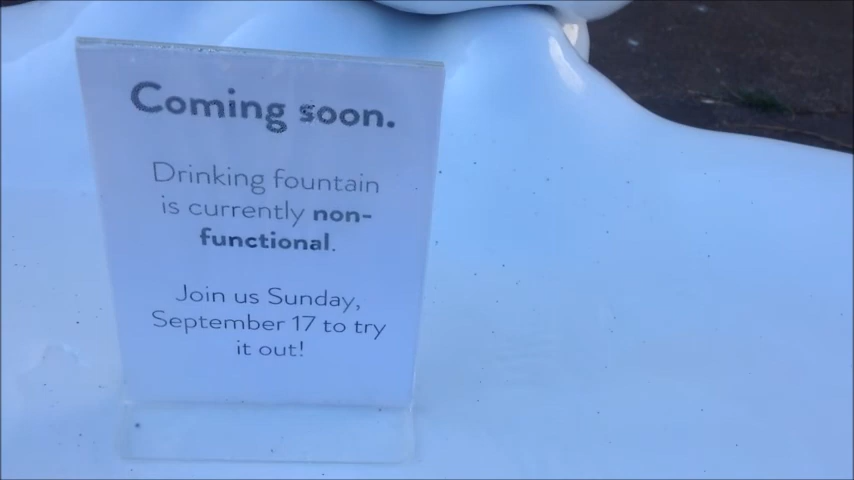 Coming soon.
Drinking fountain
is currently non-
functional.
Join us Sunday,
September 17 to try
it out!